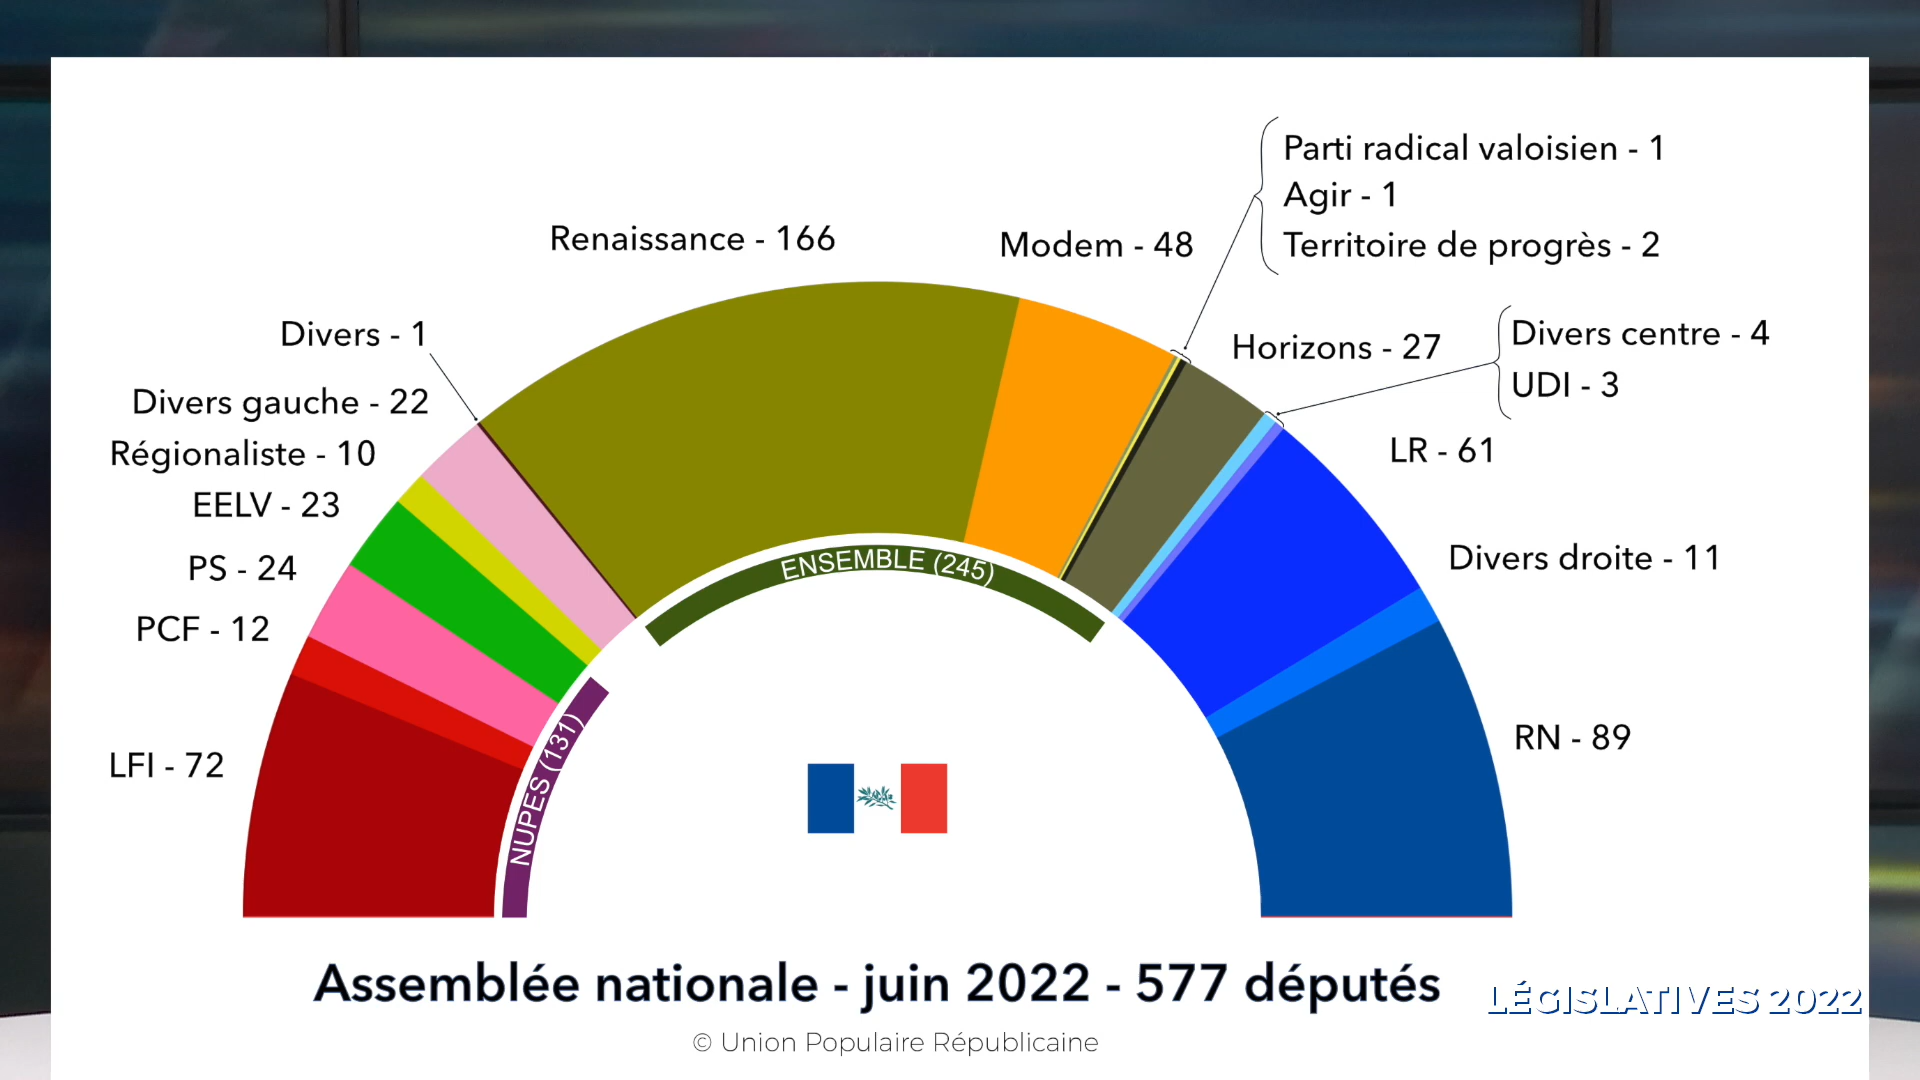 Parti radical valoisien - 1
Agir - 1
Territoire de progrès - 2
Renaissance - 166
Modem - 48
Divers - 1
Horizons - 27
Divers centre - 4
UDI - 3
Divers gauche - 22
Régionaliste - 10
LR - 61
EELV - 23
PS - 24
Divers droite - 11
PCF - 12
ENSEMBLE (245)
LFI - 72
NUPES (131)
RN - 89
Assemblée nationale - juin 2022 - 577 députés
LÉGISLATIVES 2022
© Union Populaire Républicaine